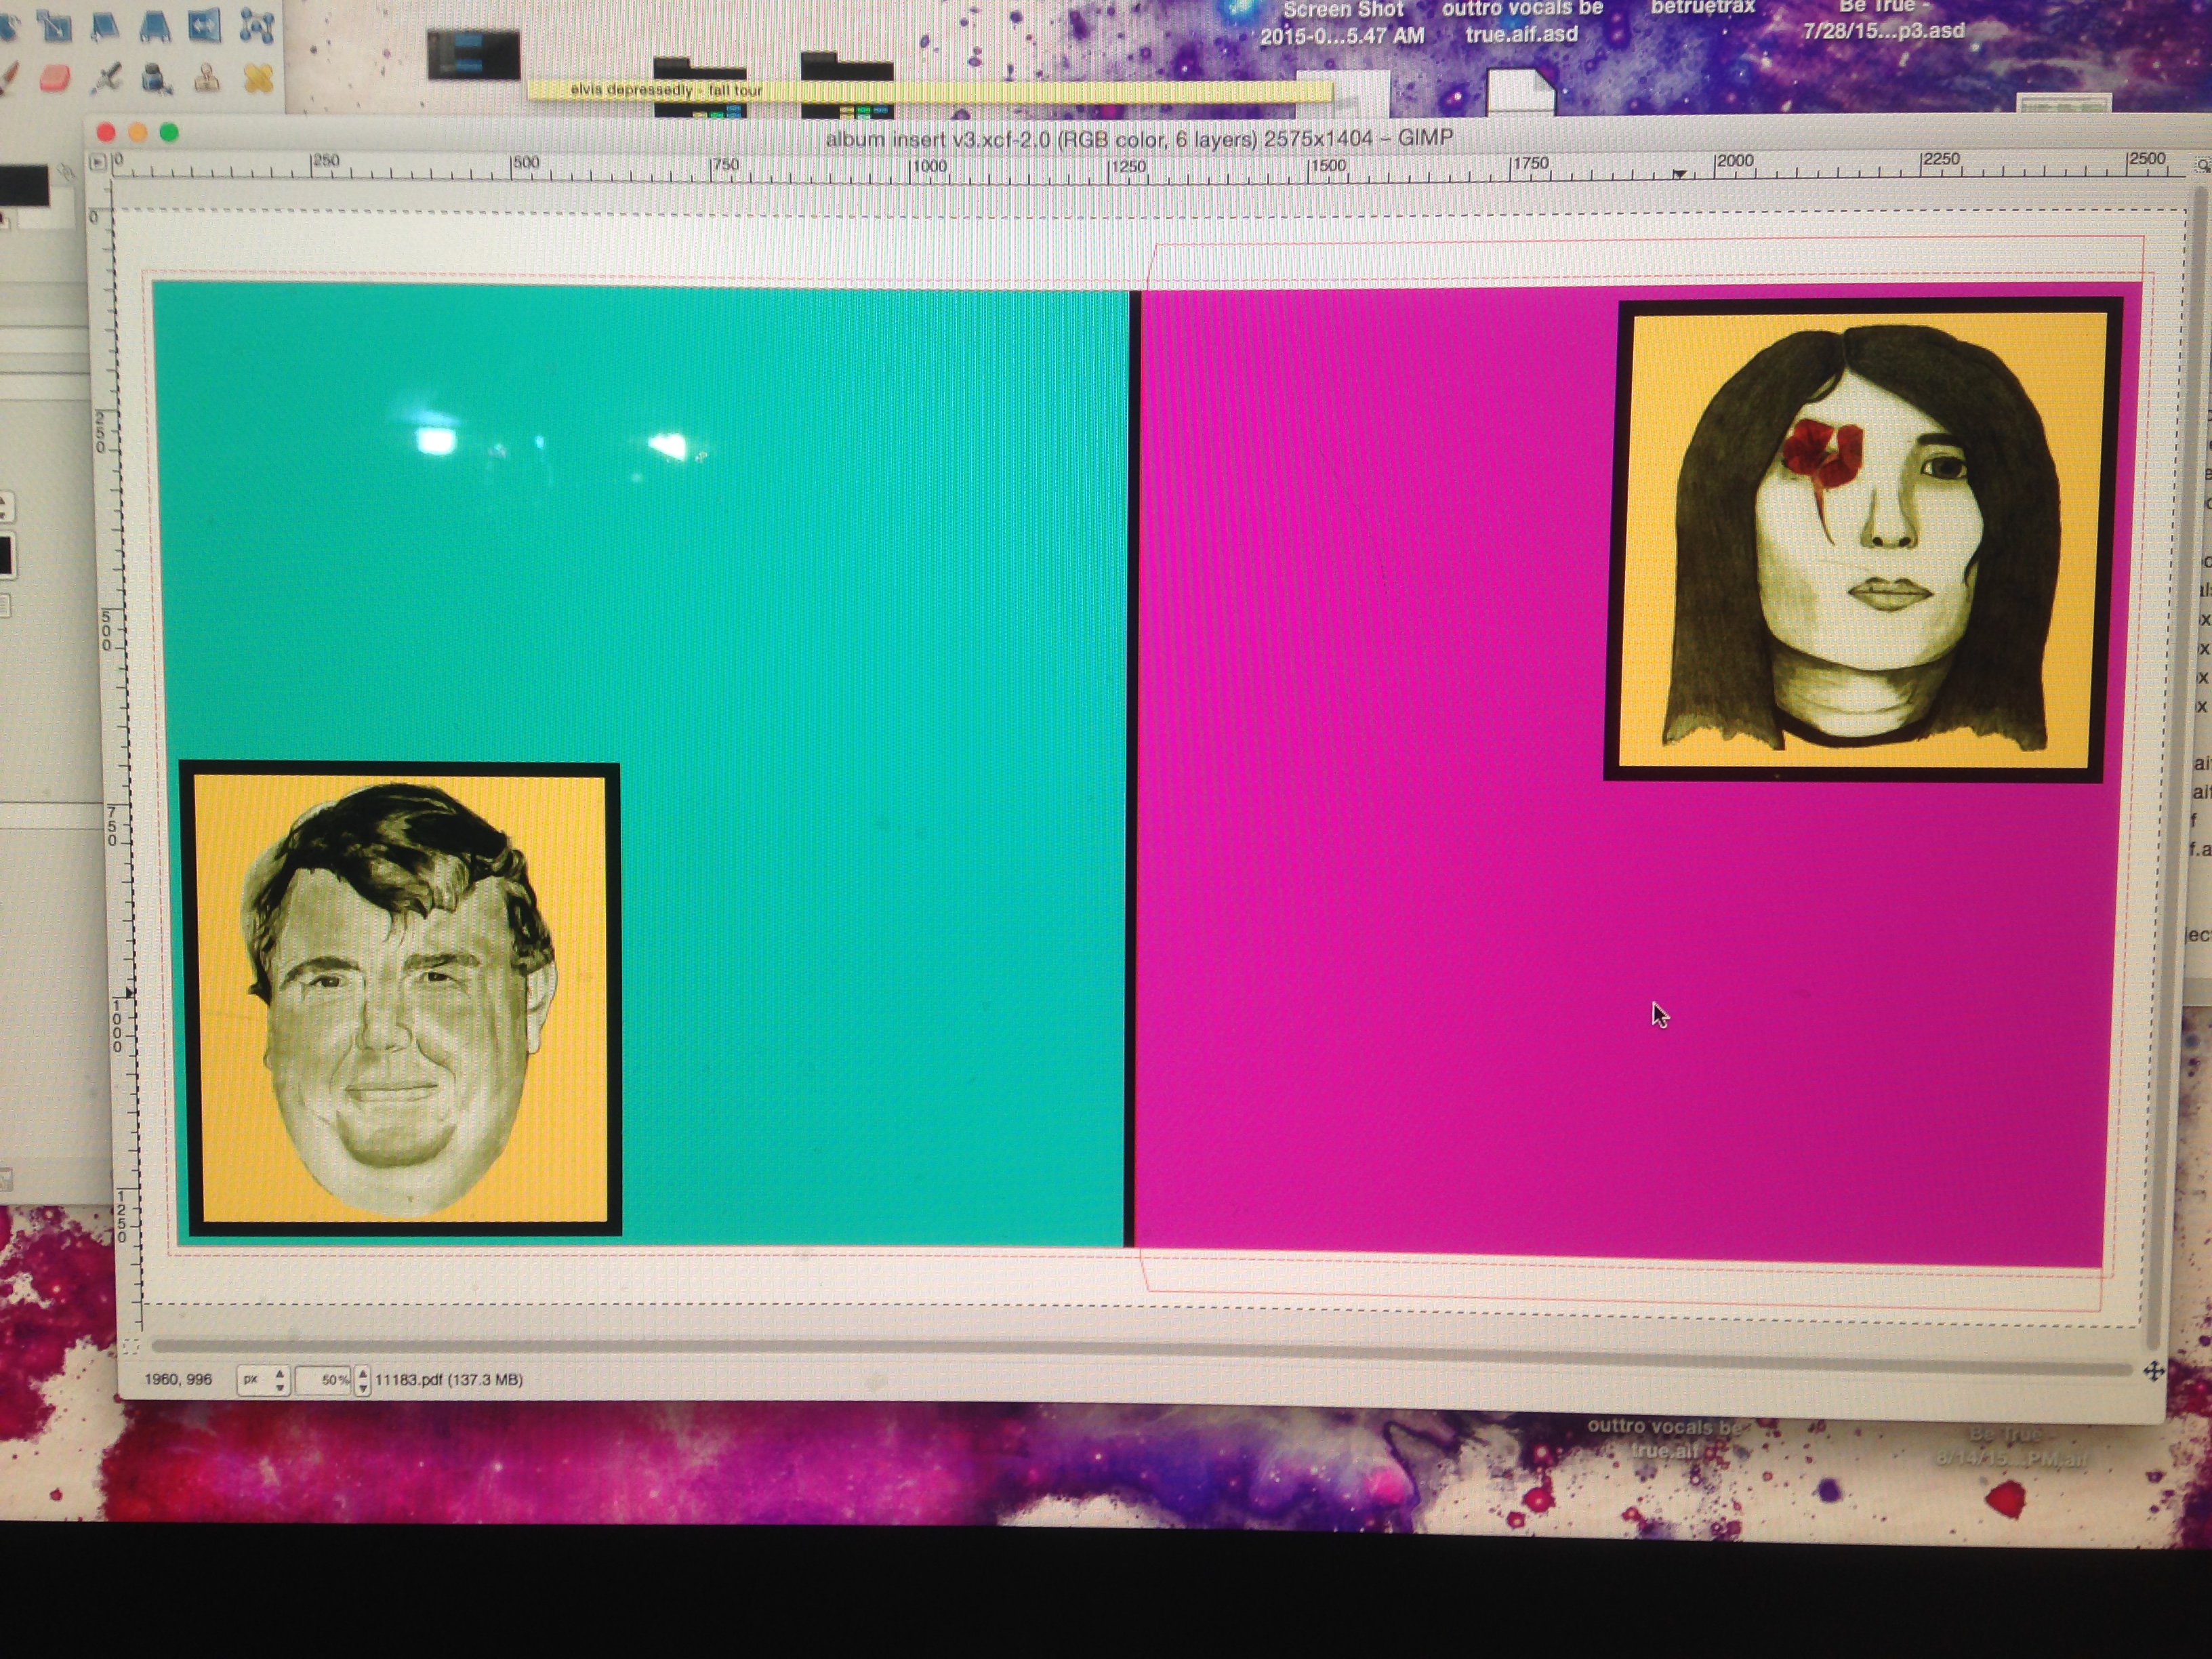 Screen Shot
2015-0...5.47 AM
outtro vocals be
true.aif.asd
betruetrax
Be True -
7/28/15...p3.asd
elvis depressedly - fall tour
album insert v3.xcf-2.0 (RGB color, 6 layers) 2575x1404 – GIMP
0 250 500 750 1000 1250 1500 1750 2000 2250 2500
0
250
500
750
1000
1250
1960, 996
px
50%
11183.pdf (137.3 MB)
outtro vocals be
true.aif
Be True
8/14/15...PM.aif